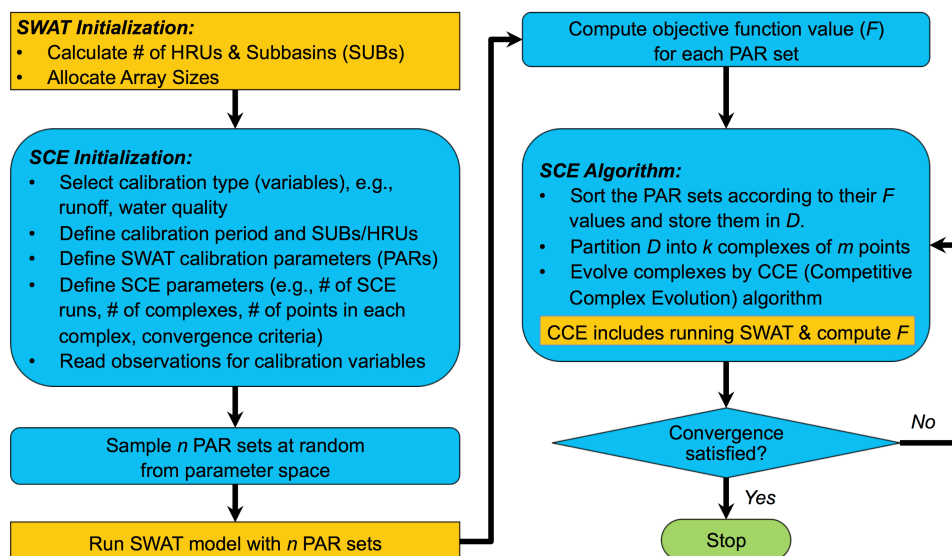 SWAT Initialization:
• Calculate # of HRUs & Subbasins (SUBs)
• Allocate Array Sizes
SCE Initialization:
• Select calibration type (variables), e.g.,
runoff, water quality
• Define calibration period and SUBs/HRUs
• Define SWAT calibration parameters (PARs)
• Define SCE parameters (e.g., # of SCE
runs, # of complexes, # of points in each
complex, convergence criteria)
• Read observations for calibration variables
Sample n PAR sets at random
from parameter space
Run SWAT model with n PAR sets
Compute objective function value (F)
for each PAR set
SCE Algorithm:
• Sort the PAR sets according to their F
values and store them in D.
• Partition D into k complexes of m points
• Evolve complexes by CCE (Competitive
Complex Evolution) algorithm
CCE includes running SWAT & compute F
Convergence
satisfied?
No
Yes
Stop